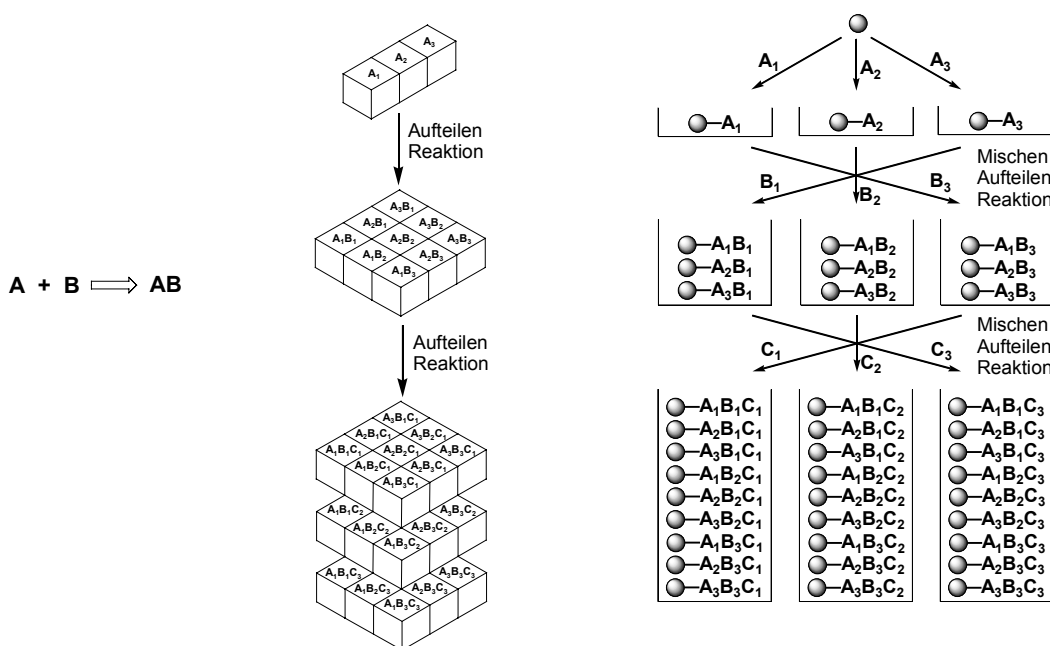 A + B ⟹ AB
A₃
A₂
A₁
Aufteilen
Reaktion
A₃B₁
A₂B₁ A₃B₂
A₁B₁ A₂B₂ A₃B₃
A₁B₂ A₂B₃
A₁B₃
Aufteilen
Reaktion
A₃B₁C₁
A₂B₁C₁ A₃B₂C₁
A₁B₁C₁ A₂B₂C₁ A₃B₃C₁
A₁B₂C₁ A₂B₃C₁
A₁B₃C₁
A₁B₁C₂ A₃B₃C₂
A₁B₂C₂ A₂B₃C₂
A₁B₃C₂
A₁B₁C₃ A₃B₃C₃
A₁B₂C₃ A₂B₃C₃
A₁B₃C₃
A₁ A₂ A₃
A₁ A₂ A₃
Mischen
Aufteilen
Reaktion
B₁ B₂ B₃
A₁B₁ A₁B₂ A₁B₃
A₂B₁ A₂B₂ A₂B₃
A₃B₁ A₃B₂ A₃B₃
Mischen
Aufteilen
Reaktion
C₁ C₂ C₃
A₁B₁C₁ A₁B₁C₂ A₁B₁C₃
A₂B₁C₁ A₂B₁C₂ A₂B₁C₃
A₃B₁C₁ A₃B₁C₂ A₃B₁C₃
A₁B₂C₁ A₁B₂C₂ A₁B₂C₃
A₂B₂C₁ A₂B₂C₂ A₂B₂C₃
A₃B₂C₁ A₃B₂C₂ A₃B₂C₃
A₁B₃C₁ A₁B₃C₂ A₁B₃C₃
A₂B₃C₁ A₂B₃C₂ A₂B₃C₃
A₃B₃C₁ A₃B₃C₂ A₃B₃C₃